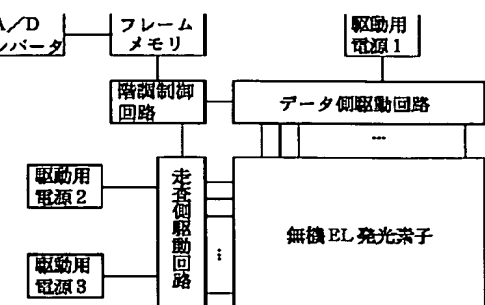 A/D
ンバータ
フレーム
メモリ
駆動用
電源1
階調制御
回路
データ側駆動回路
…
駆動用
電源2
走査側駆動回路
…
無機EL発光素子
駆動用
電源3